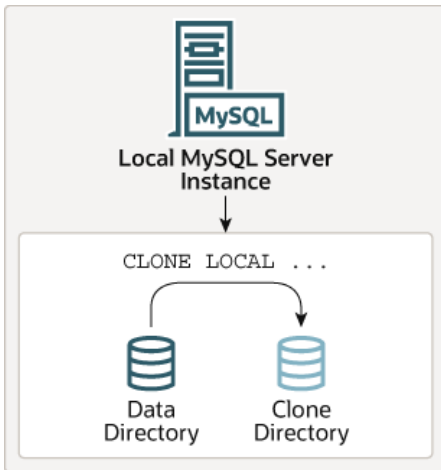 MySQL
Local MySQL Server
Instance
CLONE LOCAL ...
Data
Directory
Clone
Directory